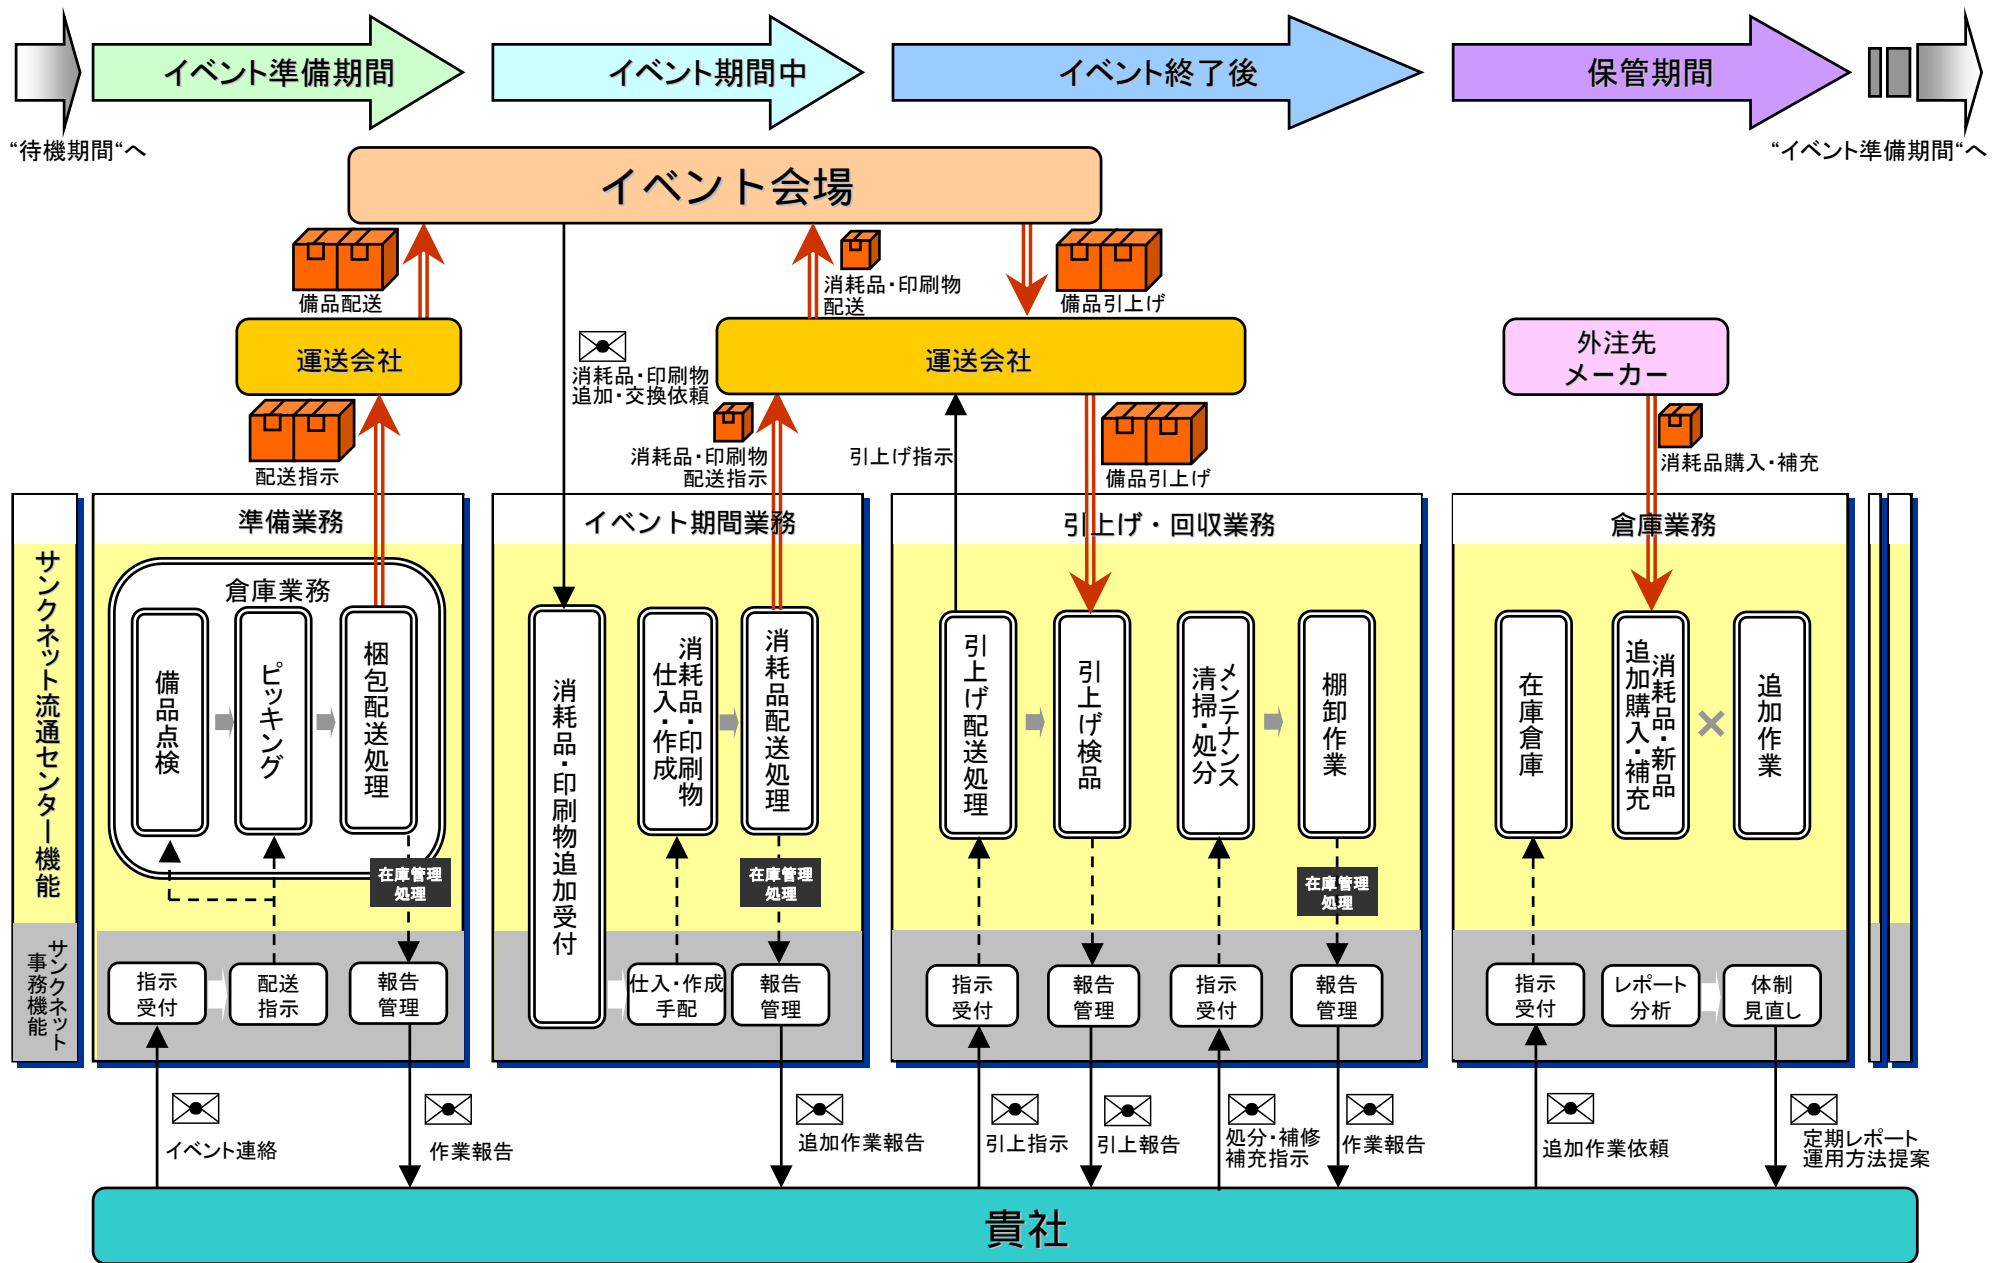 イベント準備期間
イベント期間中
イベント終了後
保管期間
“待機期間“へ
“イベント準備期間“へ
イベント会場
備品配送
消耗品・印刷物
配送
備品引上げ
運送会社
消耗品・印刷物
追加・交換依頼
運送会社
外注先
メーカー
配送指示
消耗品・印刷物
配送指示
引上げ指示
備品引上げ
消耗品購入・補充
サンクネット流通センター機能
サンクネット
事務機能
準備業務
倉庫業務
備品点検
ピッキング
梱包配送処理
在庫管理
処理
指示
受付
配送
指示
報告
管理
イベント期間業務
消耗品・印刷物追加受付
消耗品・印刷物
仕入・作成
消耗品配送処理
在庫管理
処理
仕入・作成
手配
報告
管理
引上げ・回収業務
引上げ配送処理
引上げ検品
メンテナンス
清掃・処分
棚卸作業
在庫管理
処理
指示
受付
報告
管理
指示
受付
報告
管理
倉庫業務
在庫倉庫
消耗品・新品
追加購入・補充
×
追加作業
指示
受付
レポート
分析
体制
見直し
イベント連絡
作業報告
追加作業報告
引上指示
引上報告
処分・補修
補充指示
作業報告
追加作業依頼
定期レポート
運用方法提案
貴社